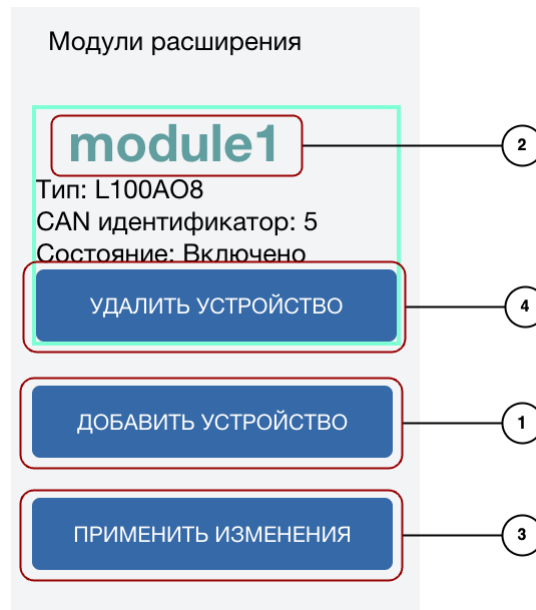 Модули расширения
module1
2
Тип: L100AO8
CAN идентификатор: 5
Состояние: Включено
УДАЛИТЬ УСТРОЙСТВО
4
ДОБАВИТЬ УСТРОЙСТВО
1
ПРИМЕНИТЬ ИЗМЕНЕНИЯ
3